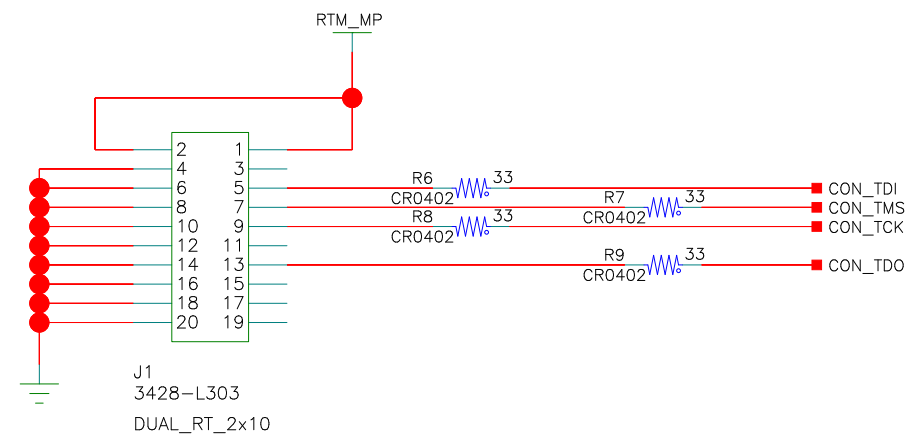 RTM_MP
2 1
4 3
6 5 R6 33 CON_TDI
CR0402
8 7 R7 33 CON_TMS
CR0402
10 9 R8 33 CON_TCK
CR0402
12 11
14 13 R9 33 CON_TDO
CR0402
16 15
18 17
20 19
J1
3428-L303
DUAL_RT_2x10